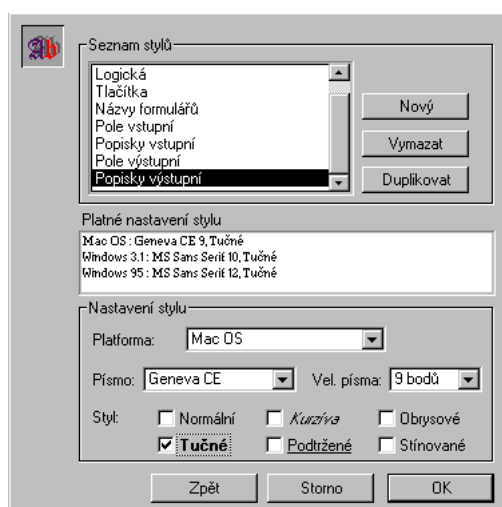 Ab
Seznam stylů
Logická
Tlačítka
Názvy formulářů
Pole vstupní
Popisky vstupní
Pole výstupní
Popisky výstupní
Nový
Vymazat
Duplikovat
Platné nastavení stylu
Mac OS : Geneva CE 9, Tučné
Windows 3.1 : MS Sans Serif 10, Tučné
Windows 95 : MS Sans Serif 12, Tučné
Nastavení stylu
Platforma: Mac OS
Písmo: Geneva CE Vel. písma: 9 bodů
Styl: Normální Kurzíva Obrysové
Tučné Podtržené Stínované
Zpět Storno OK